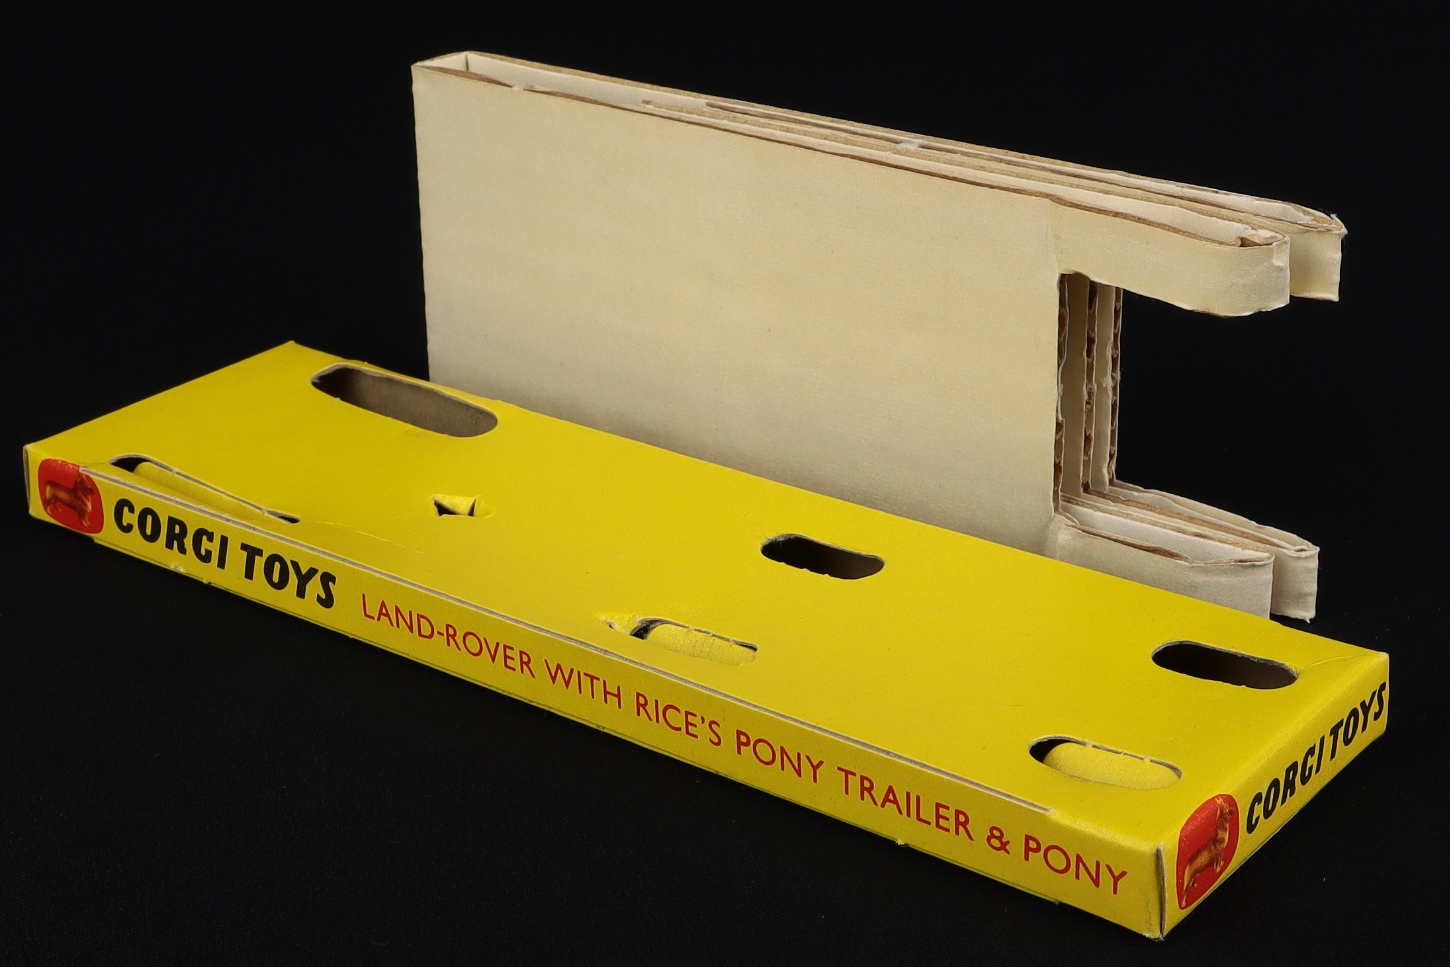 CORGI TOYS LAND-ROVER WITH RICE'S PONY TRAILER & PONY
CORGI TOYS